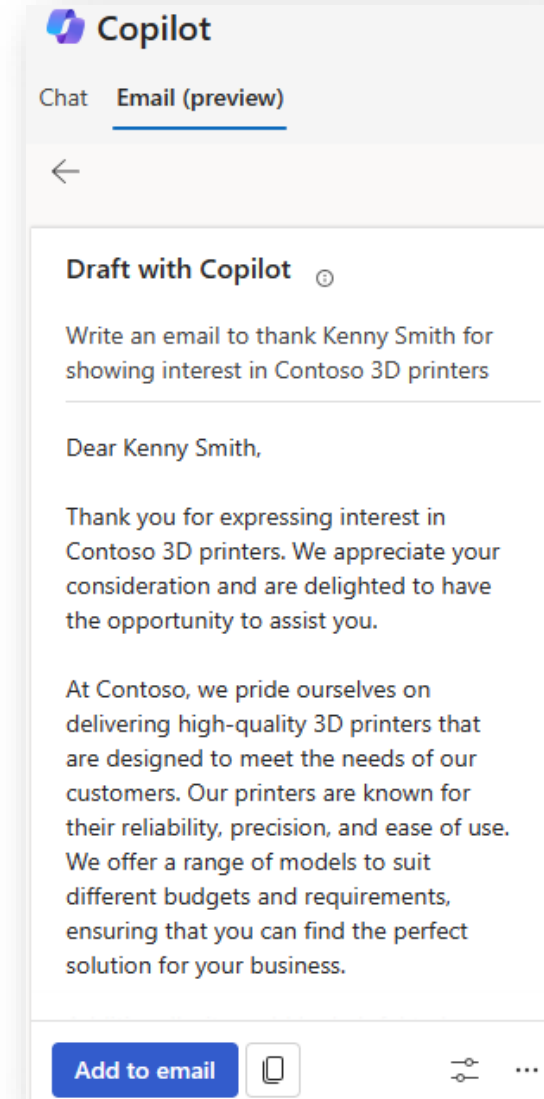 Copilot
Chat Email (preview)
Draft with Copilot
Write an email to thank Kenny Smith for
showing interest in Contoso 3D printers
Dear Kenny Smith,
Thank you for expressing interest in
Contoso 3D printers. We appreciate your
consideration and are delighted to have
the opportunity to assist you.
At Contoso, we pride ourselves on
delivering high-quality 3D printers that
are designed to meet the needs of our
customers. Our printers are known for
their reliability, precision, and ease of use.
We offer a range of models to suit
different budgets and requirements,
ensuring that you can find the perfect
solution for your business.
Add to email